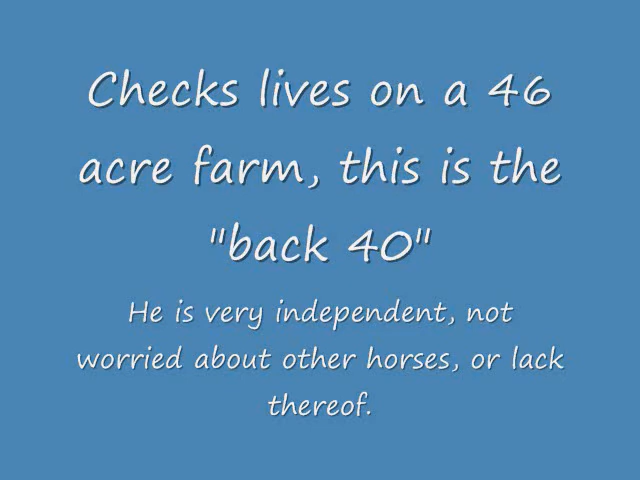 Checks lives on a 46
acre farm, this is the
"back 40"
He is very independent, not
worried about other horses, or lack
thereof.